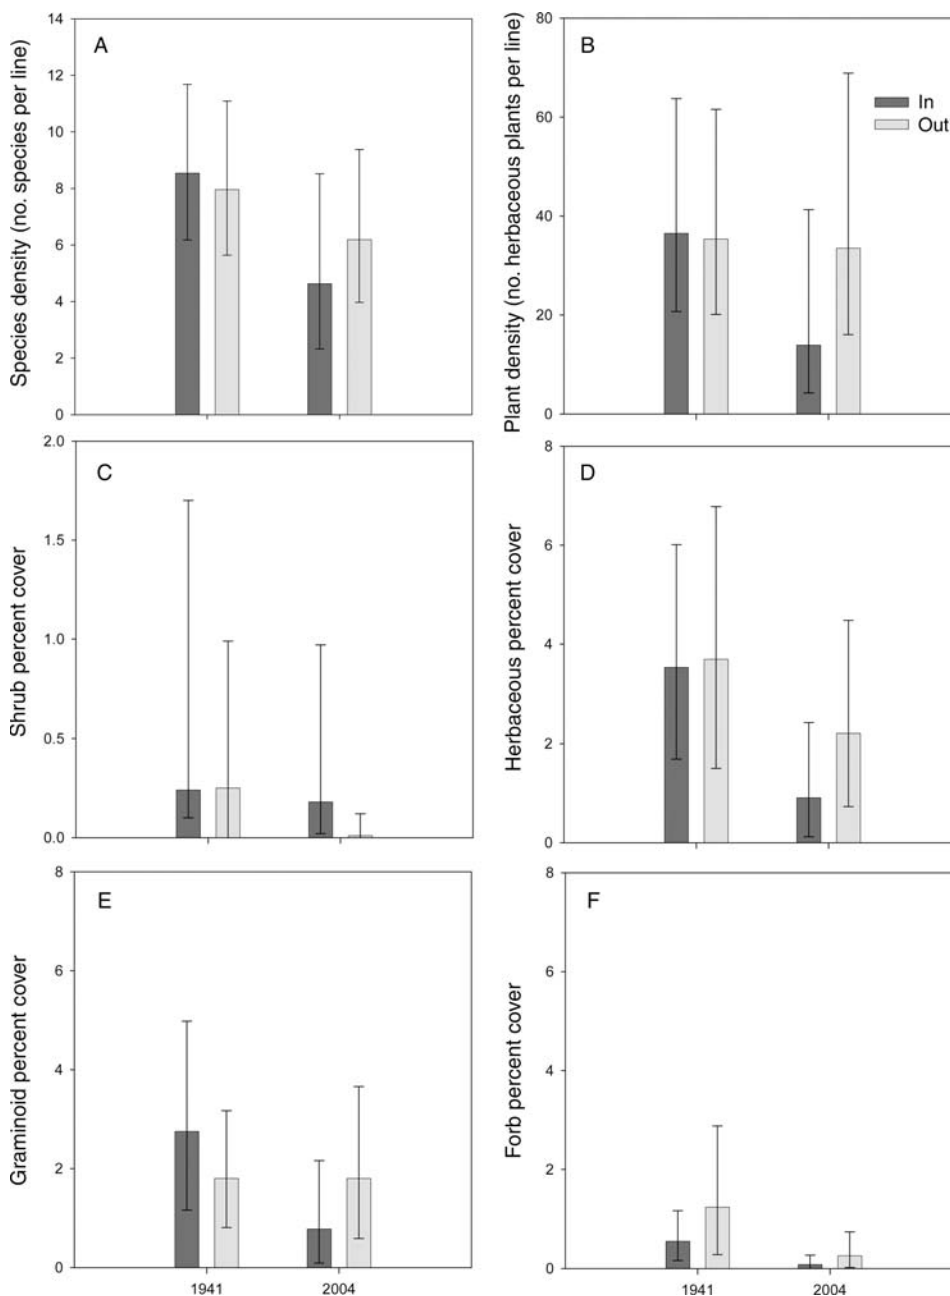 Species density (no. species per line)
A
14
12
10
8
6
4
2
0
Plant density (no. herbaceous plants per line)
B
80
60
40
20
0
In
Out
Shrub percent cover
C
2.0
1.5
1.0
0.5
0.0
Herbaceous percent cover
D
8
6
4
2
0
Graminoid percent cover
E
8
6
4
2
0
1941 2004
Forb percent cover
F
8
6
4
2
0
1941 2004